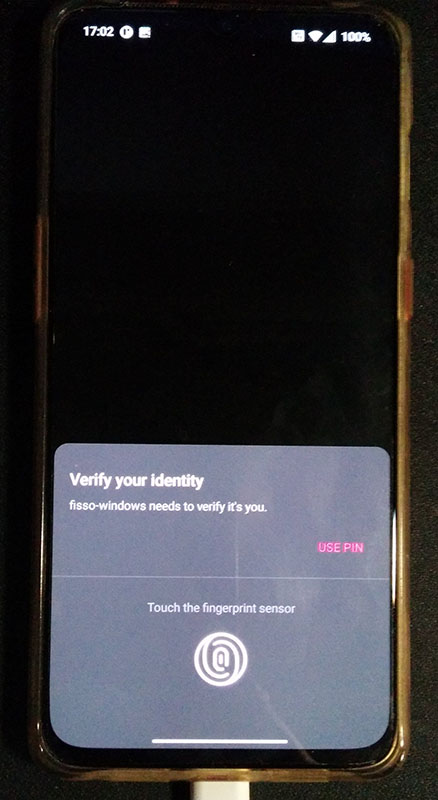 17:02 100%
Verify your identity
fisso-windows needs to verify it's you.
USE PIN
Touch the fingerprint sensor